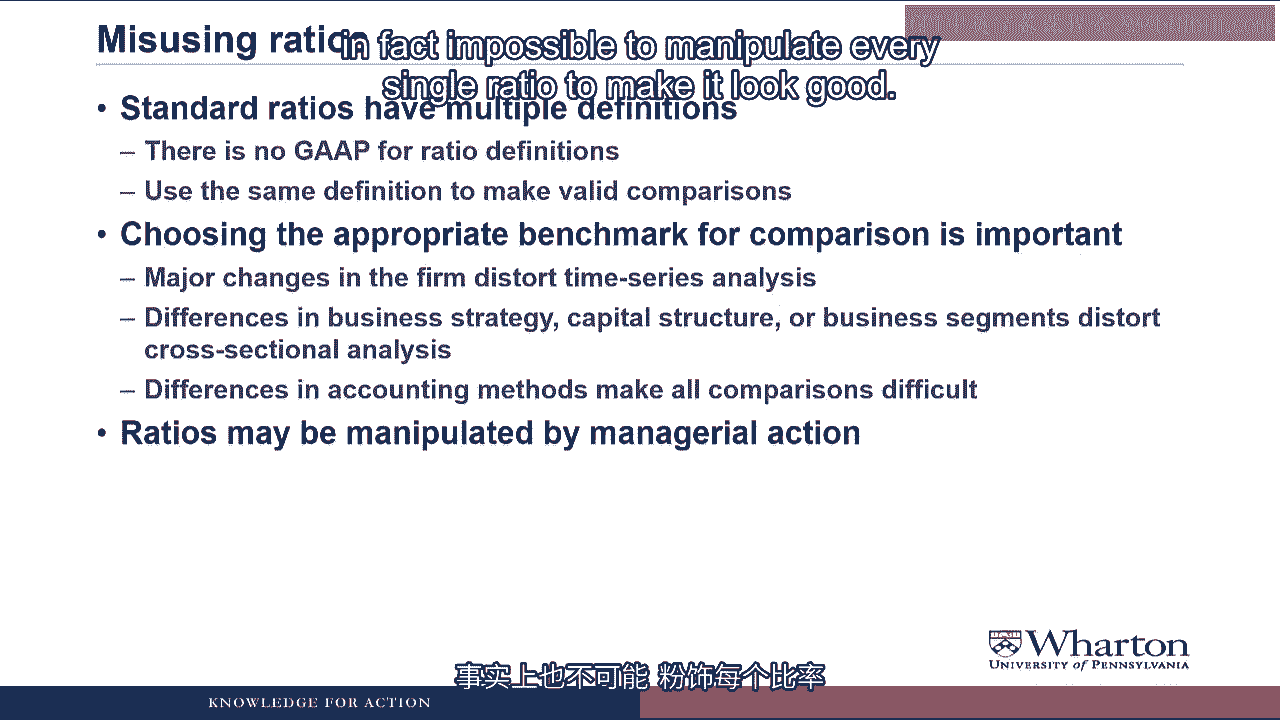 Misusing ratio
in fact impossible to manipulate every
single ratio to make it look good.
• Standard ratios have multiple definitions
– There is no GAAP for ratio definitions
– Use the same definition to make valid comparisons
• Choosing the appropriate benchmark for comparison is important
– Major changes in the firm distort time-series analysis
– Differences in business strategy, capital structure, or business segments distort
cross-sectional analysis
– Differences in accounting methods make all comparisons difficult
• Ratios may be manipulated by managerial action
Wharton
UNIVERSITY of PENNSYLVANIA
事实上也不可能 粉饰每个比率
KNOWLEDGE FOR ACTION